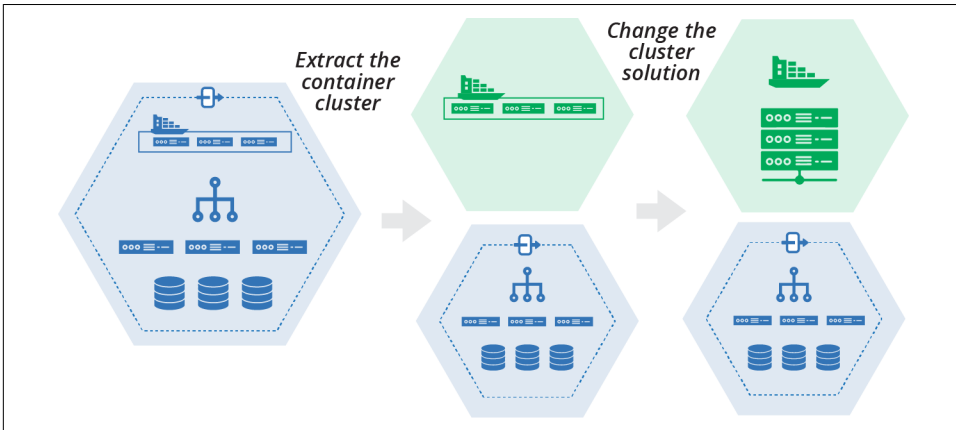 Extract the
container
cluster
Change the
cluster
solution